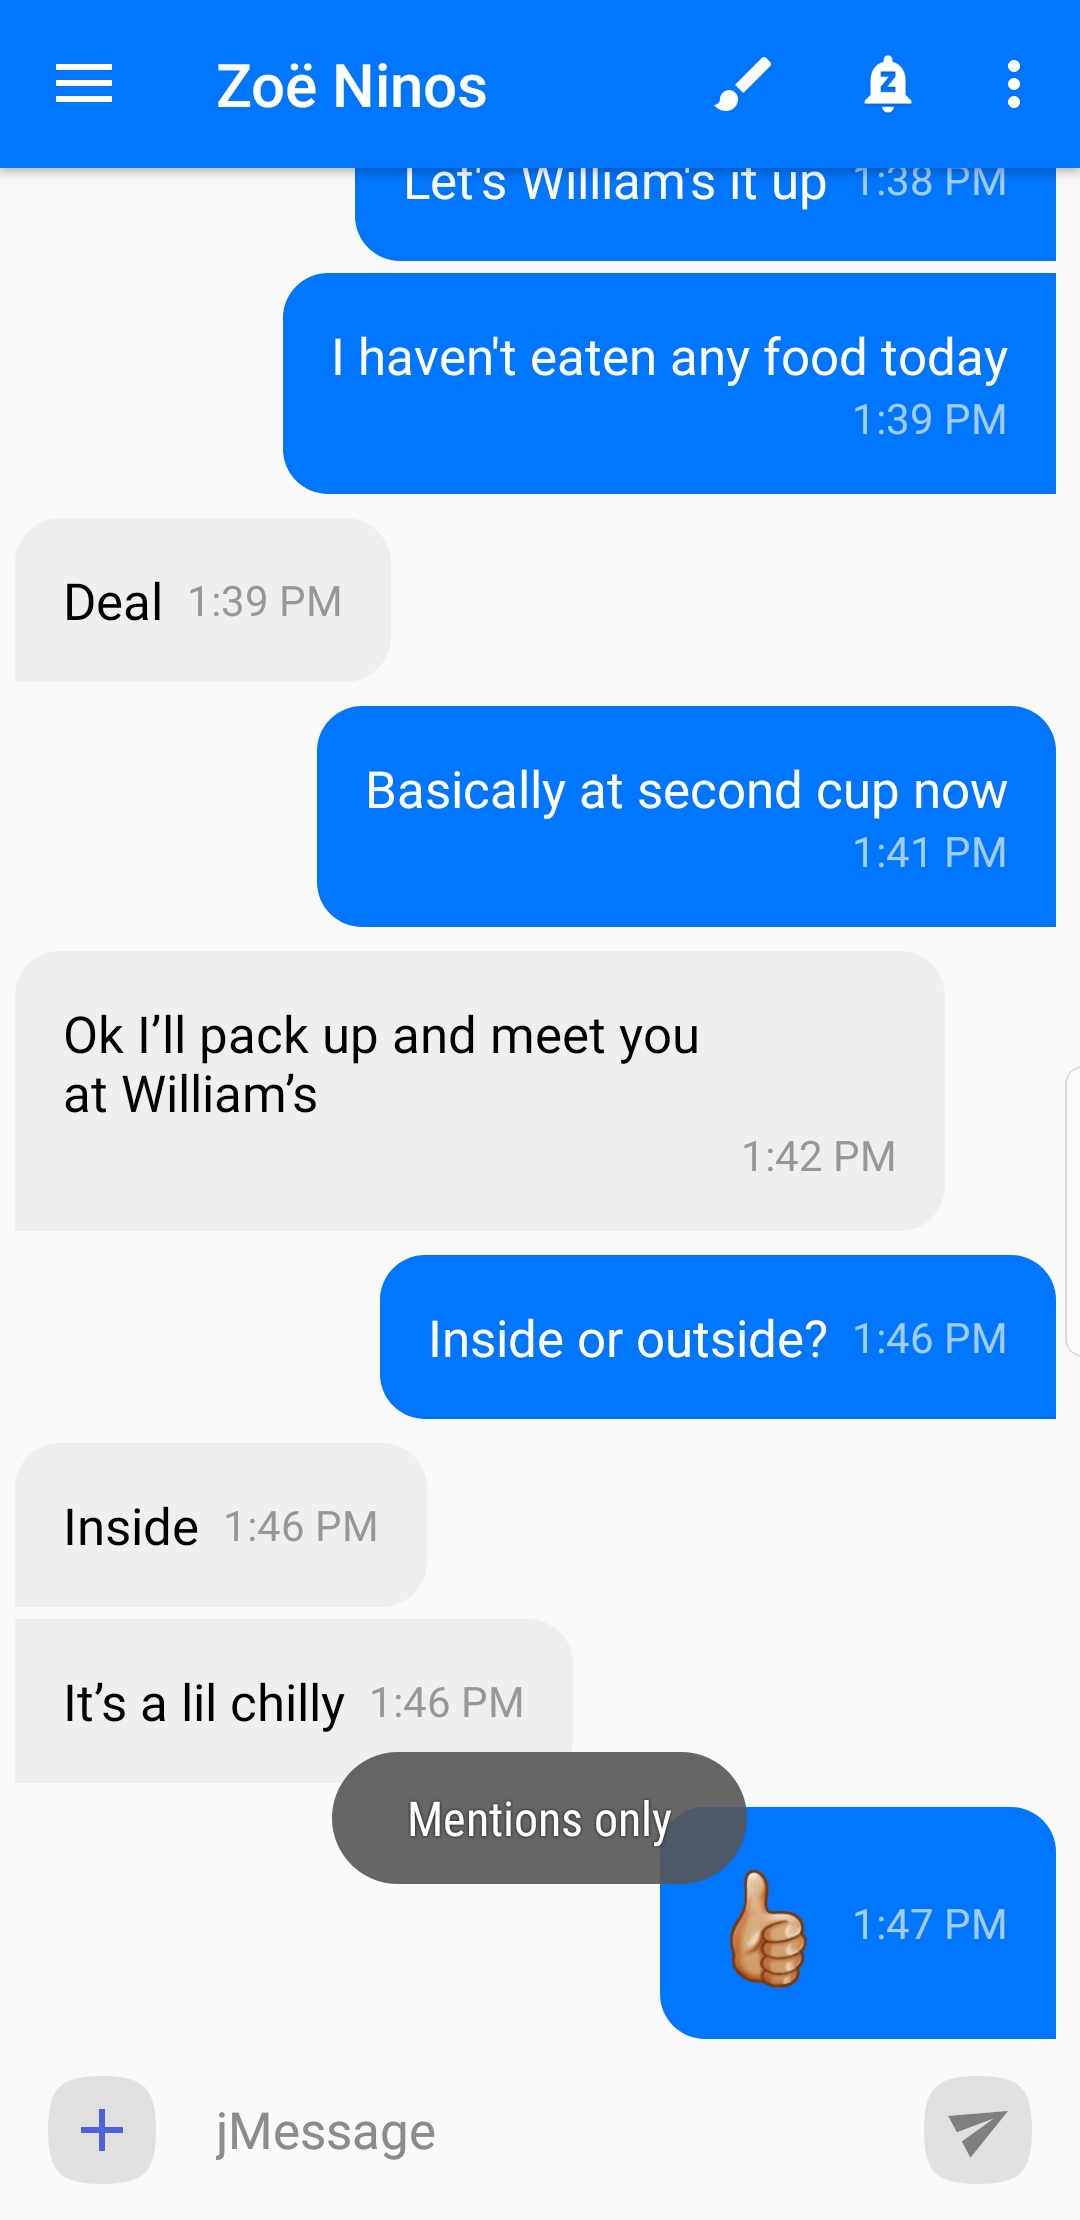 Zoë Ninos
Let's William's it up 1:38 PM
I haven't eaten any food today
1:39 PM
Deal 1:39 PM
Basically at second cup now
1:41 PM
Ok I’ll pack up and meet you
at William’s
1:42 PM
Inside or outside? 1:46 PM
Inside 1:46 PM
It’s a lil chilly 1:46 PM
Mentions only
👍🏼 1:47 PM
jMessage